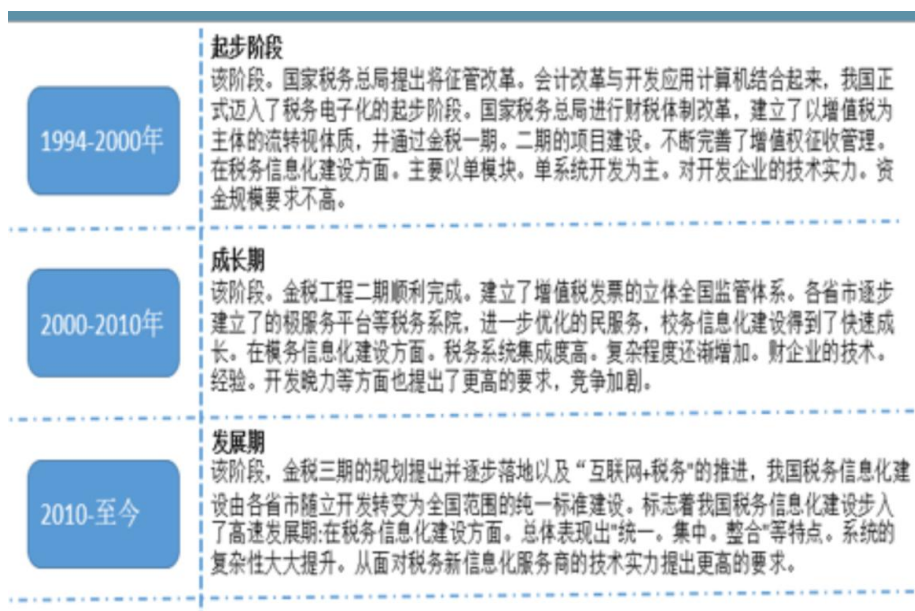 1994-2000年
起步阶段
该阶段。国家税务总局提出将征管改革。会计改革与开发应用计算机结合起来，我国正
式迈入了税务电子化的起步阶段。国家税务总局进行财税体制改革，建立了以增值税为
主体的流转视体质，井通过金税一期。二期的项目建设。不断完善了增值权征收管理。
在税务信息化建设方面。主要以单模块。单系统开发为主。对开发企业的技术实力。资
金规模要求不高。
2000-2010年
成长期
该阶段。金税工程二期顺利完成。建立了增值税发票的立体全国监管体系。各省市逐步
建立了的极服务平台等税务系院，进一步优化的民服务，校务信息化建设得到了快速成
长。在模务信息化建设方面。税务系统集成度高。复杂程度还渐增加。财企业的技术。
经验。开发晚力等方面也提出了更高的要求，竞争加剧。
2010-至今
发展期
该阶段，金税三期的规划提出并逐步落地以及“互联网+税务"的推进，我国税务信息化建
设由各省市随立开发转变为全国范围的纯一标准建设。标志着我国税务信息化建设步入
了高速发展期:在税务信息化建设方面。总体表现出"统一。集中。整合"等特点。系统的
复杂性大大提升。从面对税务新信息化服务商的技术实力提出更高的要求。